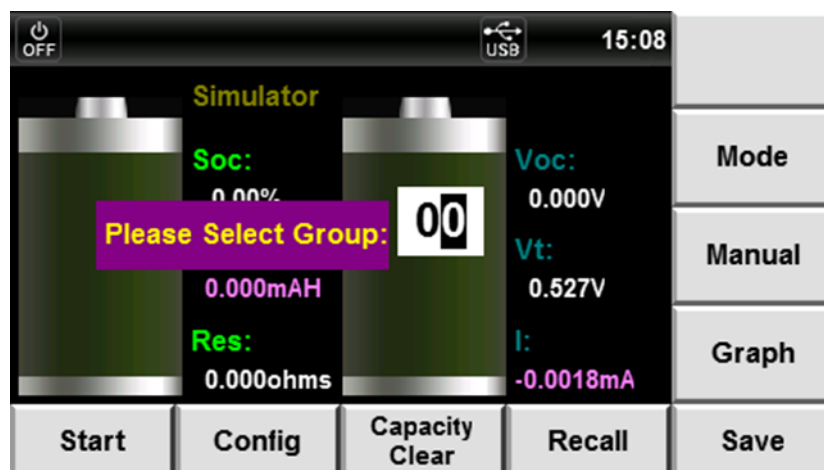 OFF
USB
15:08
Simulator
Soc:
0.00%
Voc:
0.000V
Please Select Group:
00
0.000mAH
Vt:
0.527V
Res:
0.000ohms
I:
-0.0018mA
Mode
Manual
Graph
Start
Config
Capacity
Clear
Recall
Save